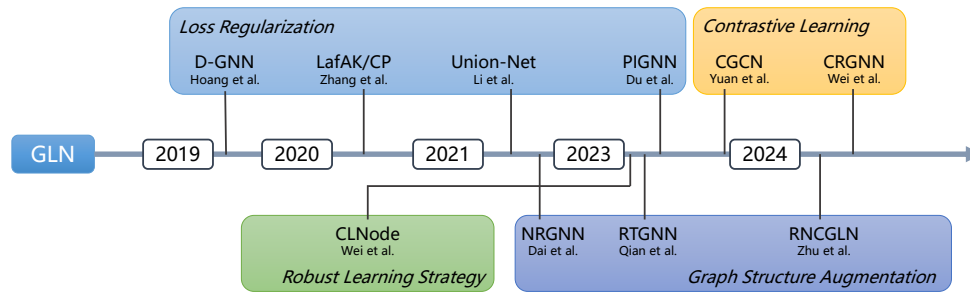 Loss Regularization
Contrastive Learning
D-GNN
Hoang et al.
LafAK/CP
Zhang et al.
Union-Net
Li et al.
PIGNN
Du et al.
CGCN
Yuan et al.
CRGNN
Wei et al.
GLN
2019
2020
2021
2023
2024
CLNode
Wei et al.
Robust Learning Strategy
NRGNN
Dai et al.
RTGNN
Qian et al.
RNCGLN
Zhu et al.
Graph Structure Augmentation